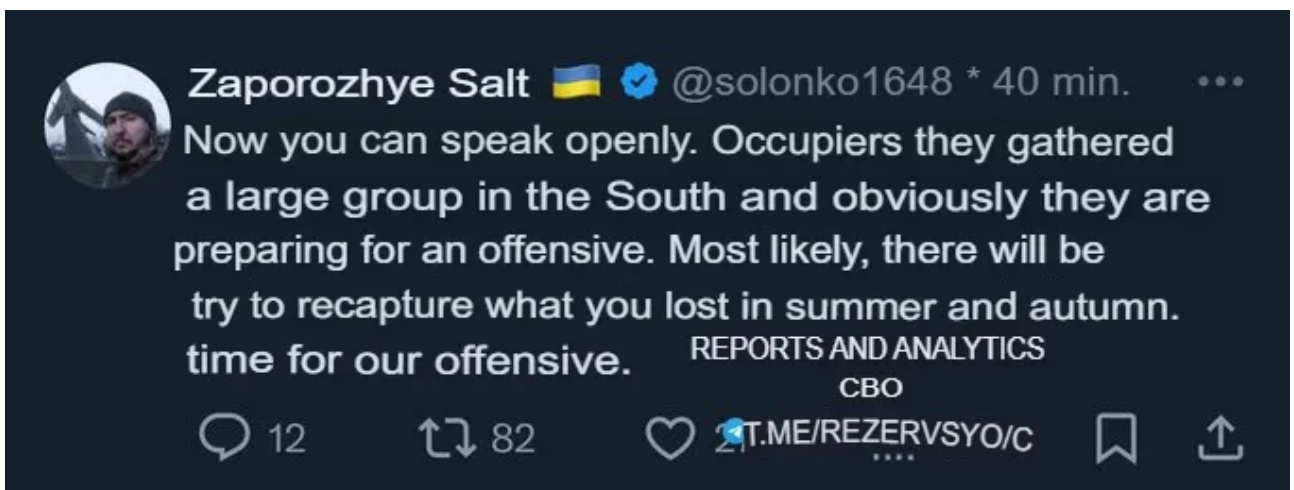 Zaporozhye Salt @solonko1648 * 40 min.
Now you can speak openly. Occupiers they gathered
a large group in the South and obviously they are
preparing for an offensive. Most likely, there will be
try to recapture what you lost in summer and autumn.
time for our offensive.
REPORTS AND ANALYTICS
CBO
12 82
T.ME/REZERVSYO/C